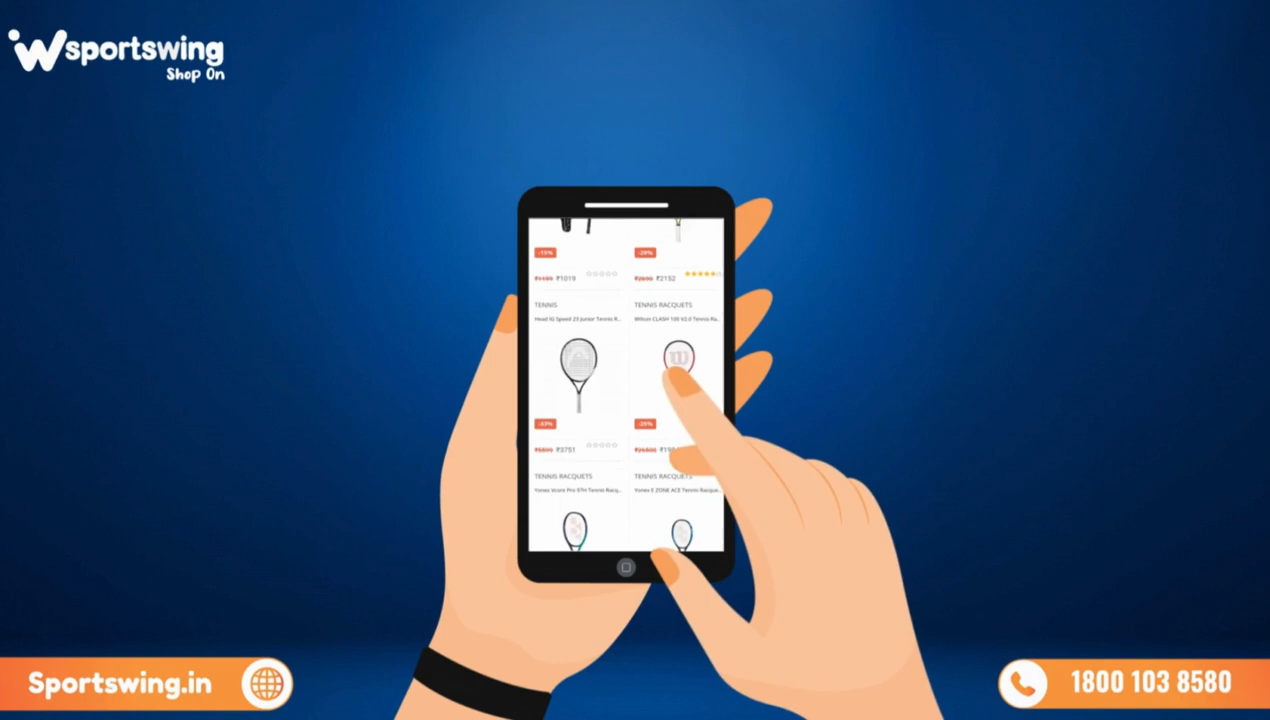 sportswing
Shop On
-15%
-20%
₹1019
₹2152
TENNIS
TENNIS RACQUETS
Head IG Speed 23 Junior Tennis R...
Wilson CLASH 100 V2.0 Tennis Ra...
₹3751
TENNIS RACQUETS
TENNIS RACQUETS
Yonex Vcore Pro 97H Tennis Racq...
Yonex E ZONE ACE Tennis Racque...
Sportswing.in
1800 103 8580